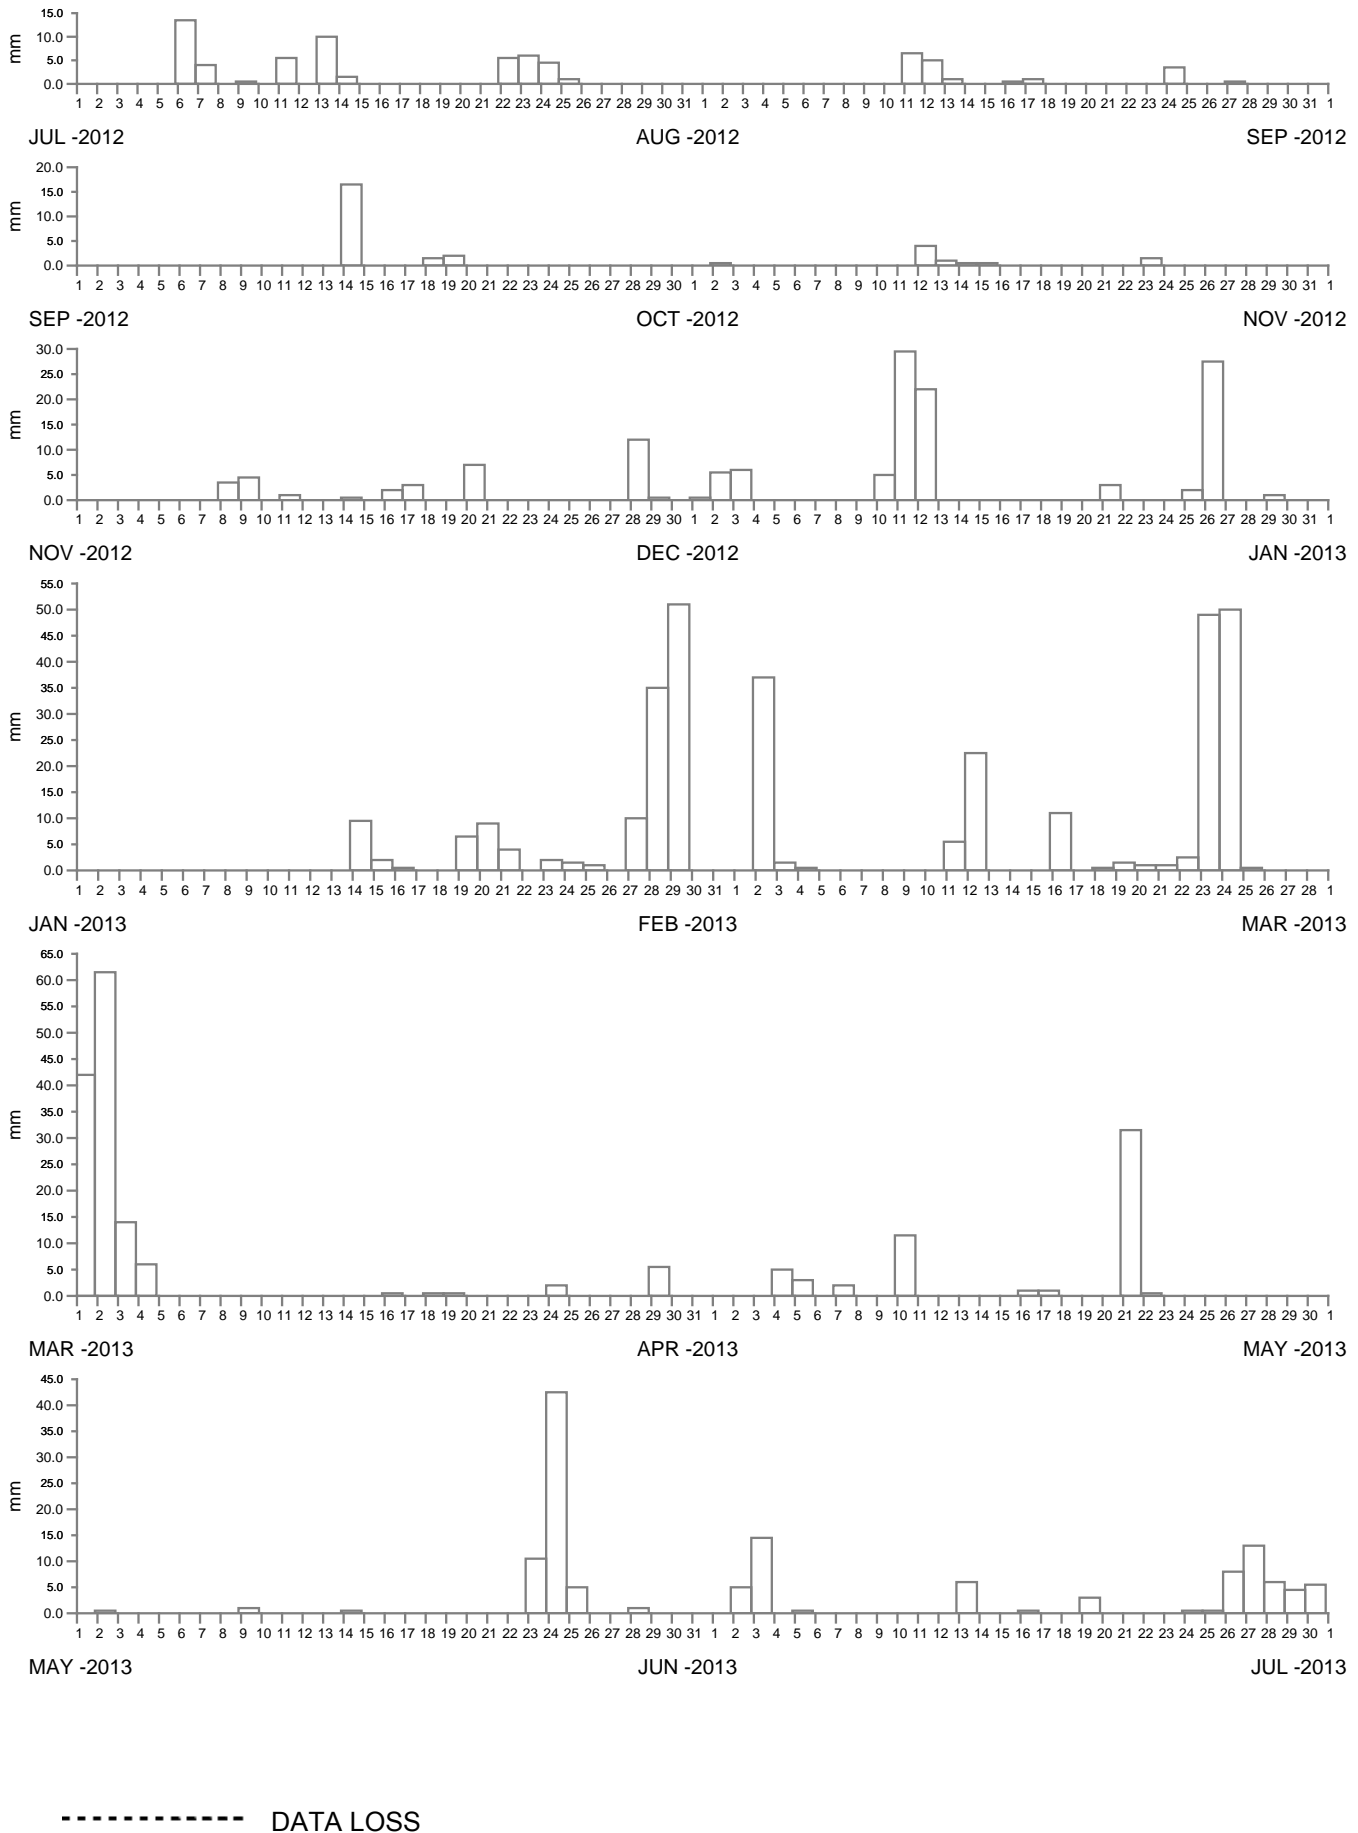 15.0
10.0
5.0
0.0
mm
1 2 3 4 5 6 7 8 9 10 11 12 13 14 15 16 17 18 19 20 21 22 23 24 25 26 27 28 29 30 31 1 2 3 4 5 6 7 8 9 10 11 12 13 14 15 16 17 18 19 20 21 22 23 24 25 26 27 28 29 30 31 1
JUL -2012 AUG -2012 SEP -2012
20.0
15.0
10.0
5.0
0.0
mm
1 2 3 4 5 6 7 8 9 10 11 12 13 14 15 16 17 18 19 20 21 22 23 24 25 26 27 28 29 30 1 2 3 4 5 6 7 8 9 10 11 12 13 14 15 16 17 18 19 20 21 22 23 24 25 26 27 28 29 30 31 1
SEP -2012 OCT -2012 NOV -2012
30.0
25.0
20.0
15.0
10.0
5.0
0.0
mm
1 2 3 4 5 6 7 8 9 10 11 12 13 14 15 16 17 18 19 20 21 22 23 24 25 26 27 28 29 30 1 2 3 4 5 6 7 8 9 10 11 12 13 14 15 16 17 18 19 20 21 22 23 24 25 26 27 28 29 30 31 1
NOV -2012 DEC -2012 JAN -2013
55.0
50.0
45.0
40.0
35.0
30.0
25.0
20.0
15.0
10.0
5.0
0.0
mm
1 2 3 4 5 6 7 8 9 10 11 12 13 14 15 16 17 18 19 20 21 22 23 24 25 26 27 28 29 30 31 1 2 3 4 5 6 7 8 9 10 11 12 13 14 15 16 17 18 19 20 21 22 23 24 25 26 27 28 1
JAN -2013 FEB -2013 MAR -2013
65.0
60.0
55.0
50.0
45.0
40.0
35.0
30.0
25.0
20.0
15.0
10.0
5.0
0.0
mm
1 2 3 4 5 6 7 8 9 10 11 12 13 14 15 16 17 18 19 20 21 22 23 24 25 26 27 28 29 30 31 1 2 3 4 5 6 7 8 9 10 11 12 13 14 15 16 17 18 19 20 21 22 23 24 25 26 27 28 29 30 1
MAR -2013 APR -2013 MAY -2013
45.0
40.0
35.0
30.0
25.0
20.0
15.0
10.0
5.0
0.0
mm
1 2 3 4 5 6 7 8 9 10 11 12 13 14 15 16 17 18 19 20 21 22 23 24 25 26 27 28 29 30 31 1 2 3 4 5 6 7 8 9 10 11 12 13 14 15 16 17 18 19 20 21 22 23 24 25 26 27 28 29 30 1
MAY -2013 JUN -2013 JUL -2013
DATA LOSS